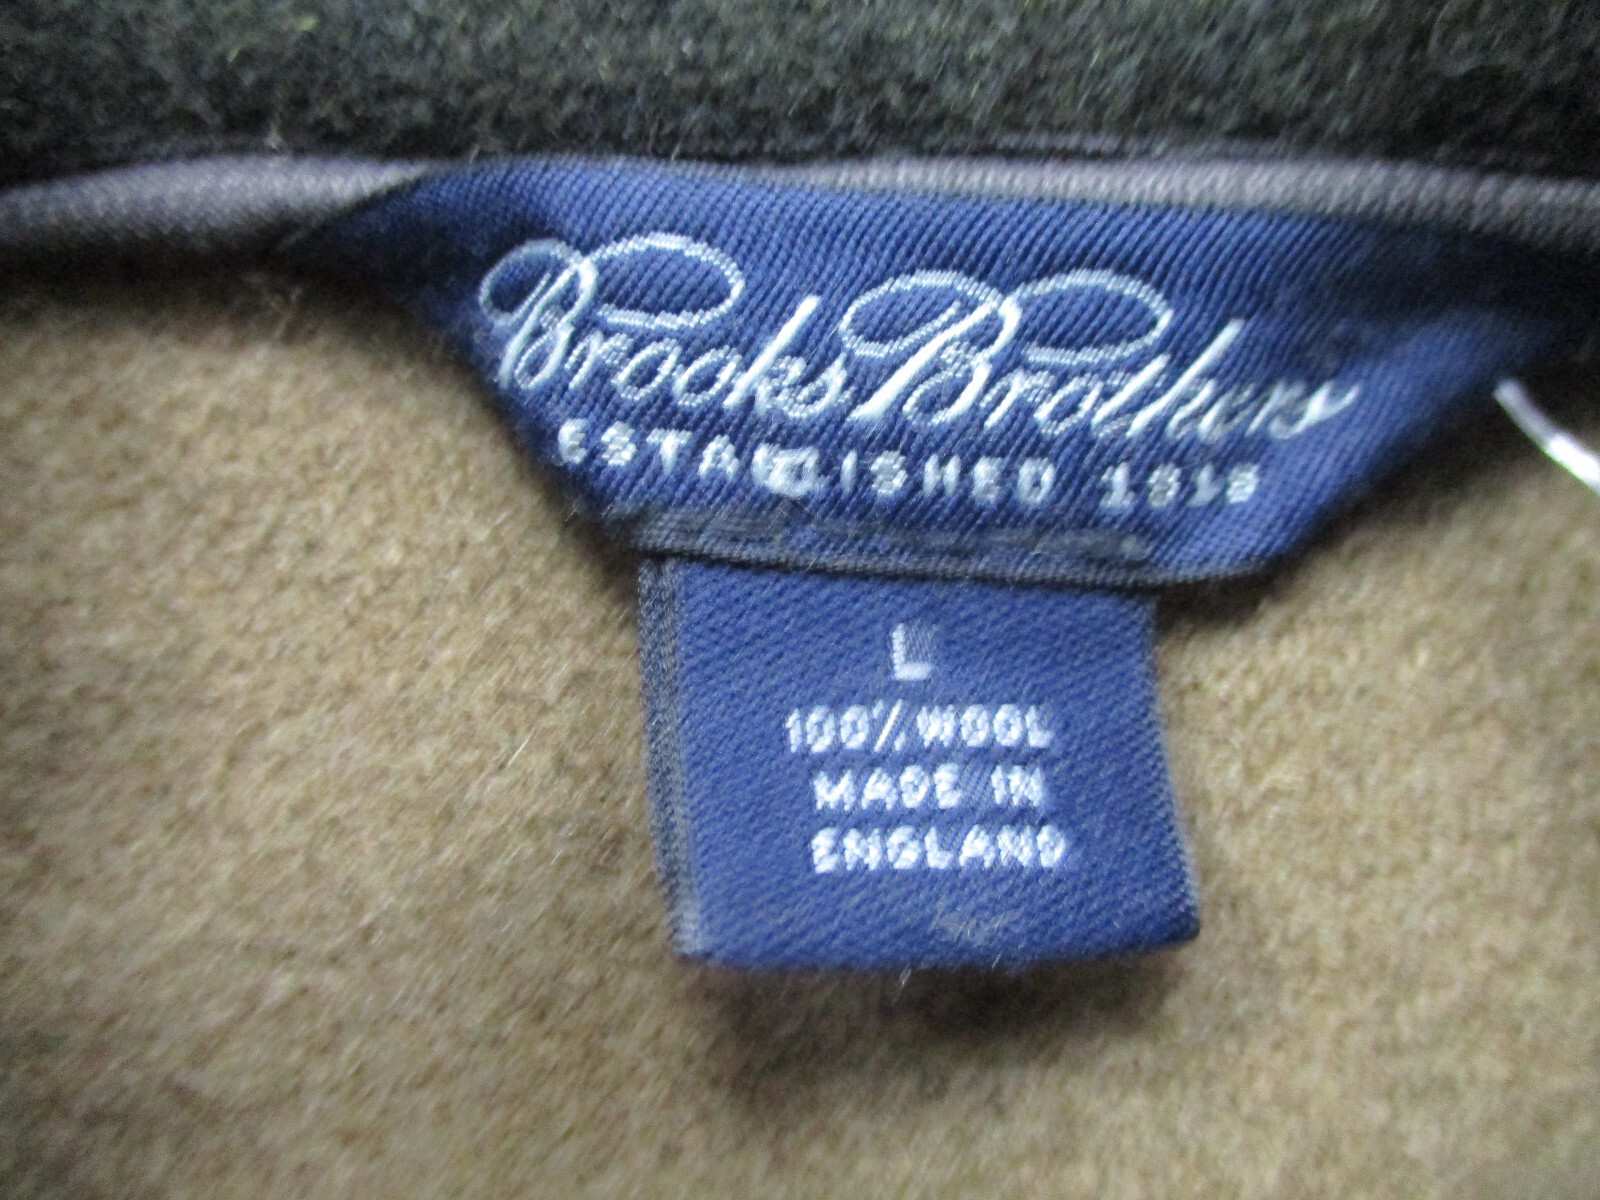 Brooks Brothers
ESTABLISHED 1818
L
100% WOOL
MADE IN
ENGLAND